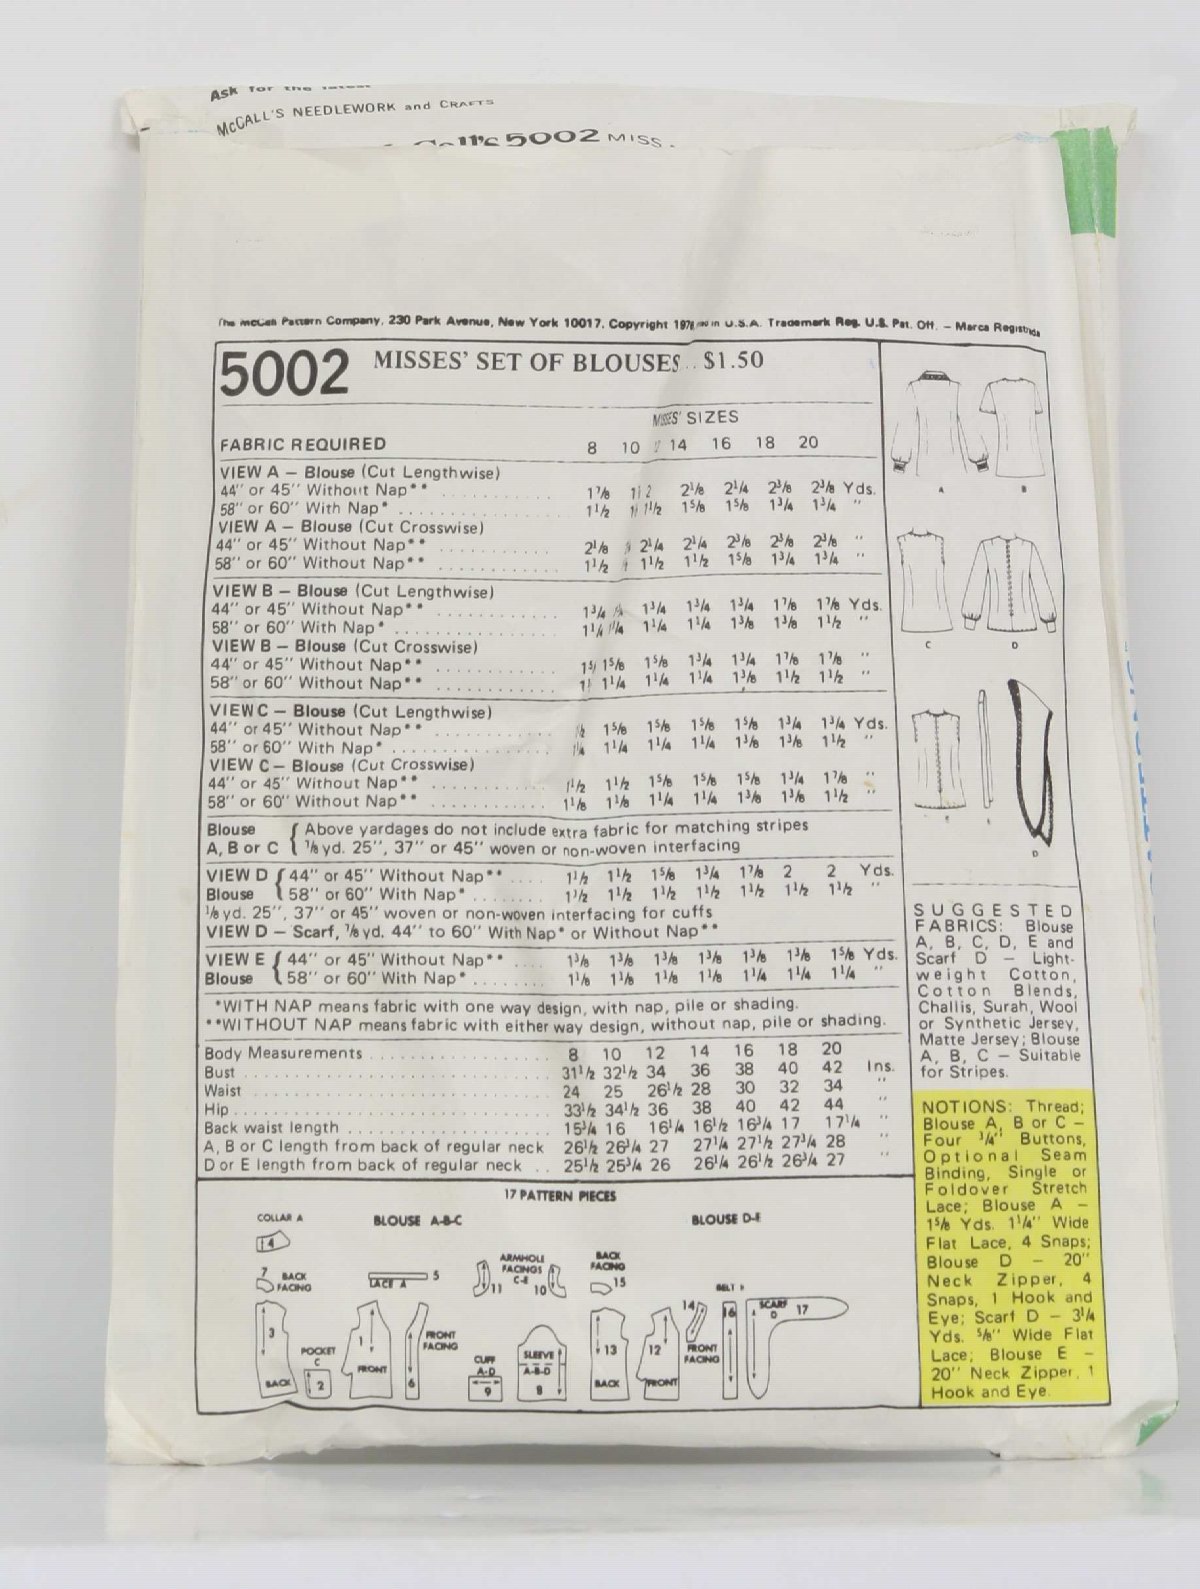 Ask for the latest
McCALL'S NEEDLEWORK and CRAFTS
5002 MISS
The McCall Pattern Company, 230 Park Avenue, New York 10017, Copyright in U.S.A. Trademark Reg. U.S. Pat. Off. – Marca Registrada
5002 MISSES' SET OF BLOUSES . . $1.50
MISSES' SIZES
FABRIC REQUIRED 8 10 14 16 18 20
VIEW A – Blouse (Cut Lengthwise)
44" or 45" Without Nap** 1⅞ 2 2⅛ 2¼ 2⅜ 2⅜ Yds.
58" or 60" With Nap* 1½ 1½ 1⅝ 1⅝ 1¾ 1¾ "
VIEW A – Blouse (Cut Crosswise)
44" or 45" Without Nap** 2⅛ 2¼ 2¼ 2⅜ 2⅜ 2⅜ "
58" or 60" Without Nap** 1½ 1½ 1½ 1⅝ 1¾ 1¾ "
VIEW B – Blouse (Cut Lengthwise)
44" or 45" Without Nap** 1¾ 1¾ 1¾ 1¾ 1⅞ 1⅞ Yds.
58" or 60" With Nap* 1¼ 1¼ 1¼ 1¼ 1⅜ 1⅜ 1½ "
VIEW B – Blouse (Cut Crosswise)
44" or 45" Without Nap** 1⅝ 1⅝ 1¾ 1¾ 1⅞ 1⅞ "
58" or 60" Without Nap** 1¼ 1¼ 1¼ 1⅜ 1½ 1½ "
VIEW C – Blouse (Cut Lengthwise)
44" or 45" Without Nap** 1⅝ 1⅝ 1⅝ 1⅝ 1¾ 1¾ Yds.
58" or 60" With Nap* 1¼ 1¼ 1¼ 1⅜ 1⅜ 1½ "
VIEW C – Blouse (Cut Crosswise)
44" or 45" Without Nap** 1½ 1½ 1⅝ 1⅝ 1⅝ 1¾ 1⅞ "
58" or 60" Without Nap** 1⅛ 1⅛ 1¼ 1¼ 1⅜ 1⅜ 1½ "
Blouse { Above yardages do not include extra fabric for matching stripes
A, B or C { ⅞ yd. 25", 37" or 45" woven or non-woven interfacing
VIEW D { 44" or 45" Without Nap** 1½ 1½ 1⅝ 1¾ 1⅞ 2 2 Yds.
Blouse { 58" or 60" With Nap* 1½ 1½ 1½ 1½ 1½ 1½ 1½ "
⅛ yd. 25", 37" or 45" woven or non-woven interfacing for cuffs
VIEW D – Scarf, ⅞ yd. 44" to 60" With Nap* or Without Nap**
VIEW E { 44" or 45" Without Nap** 1⅜ 1⅜ 1⅜ 1⅜ 1⅜ 1⅜ 1⅝ Yds.
Blouse { 58" or 60" With Nap* 1⅛ 1⅛ 1⅛ 1⅛ 1¼ 1¼ 1¼ "
*WITH NAP means fabric with one way design, with nap, pile or shading.
**WITHOUT NAP means fabric with either way design, without nap, pile or shading.
Body Measurements 8 10 12 14 16 18 20
Bust 31½ 32½ 34 36 38 40 42 Ins.
Waist 24 25 26½ 28 30 32 34 "
Hip 33½ 34½ 36 38 40 42 44 "
Back waist length 15¾ 16 16¼ 16½ 16¾ 17 17¼ "
A, B or C length from back of regular neck 26½ 26¾ 27 27¼ 27½ 27¾ 28 "
D or E length from back of regular neck . . 25½ 25¾ 26 26¼ 26½ 26¾ 27 "
17 PATTERN PIECES
COLLAR A
4
7 BACK
FACING
3
BACK
BLOUSE A-B-C
LACE A 5
POCKET
C
2
1
FRONT
FRONT
FACING
6
ARMHOLE
FACINGS
C-E
11
10
CUFF
A-D
9
SLEEVE
A-B-D
8
BLOUSE D-E
BACK
FACING
15
13
BACK
12
FRONT
14
FRONT
FACING
BELT
16
SCARF
D
17
A
B
C
D
E
D
SUGGESTED
FABRICS: Blouse
A, B, C, D, E and
Scarf D – Light-
weight Cotton,
Cotton Blends,
Challis, Surah, Wool
or Synthetic Jersey,
Matte Jersey; Blouse
A, B, C – Suitable
for Stripes.
NOTIONS: Thread;
Blouse A, B or C –
Four ¾" Buttons,
Optional Seam
Binding, Single or
Foldover Stretch
Lace; Blouse A –
1⅝ Yds. 1¼" Wide
Flat Lace, 4 Snaps;
Blouse D – 20"
Neck Zipper, 4
Snaps, 1 Hook and
Eye; Scarf D – 3¼
Yds. ⅝" Wide Flat
Lace; Blouse E –
20" Neck Zipper, 1
Hook and Eye.